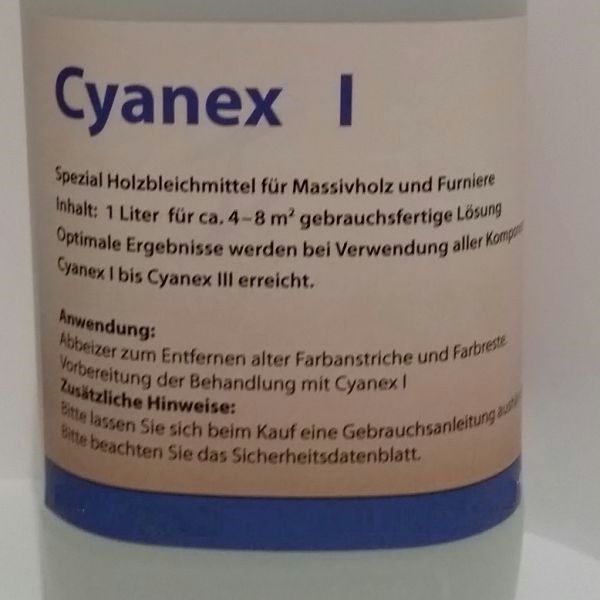 Cyanex I
Spezial Holzbleichmittel für Massivholz und Furniere
Inhalt: 1 Liter für ca. 4–8 m² gebrauchsfertige Lösung
Optimale Ergebnisse werden bei Verwendung aller
Cyanex I bis Cyanex III erreicht.
Anwendung:
Abbeizer zum Entfernen alter Farbanstriche und Farbreste.
Vorbereitung der Behandlung mit Cyanex I
Zusätzliche Hinweise:
Bitte lassen Sie sich beim Kauf eine Gebrauchsanleitung
Bitte beachten Sie das Sicherheitsdatenblatt.